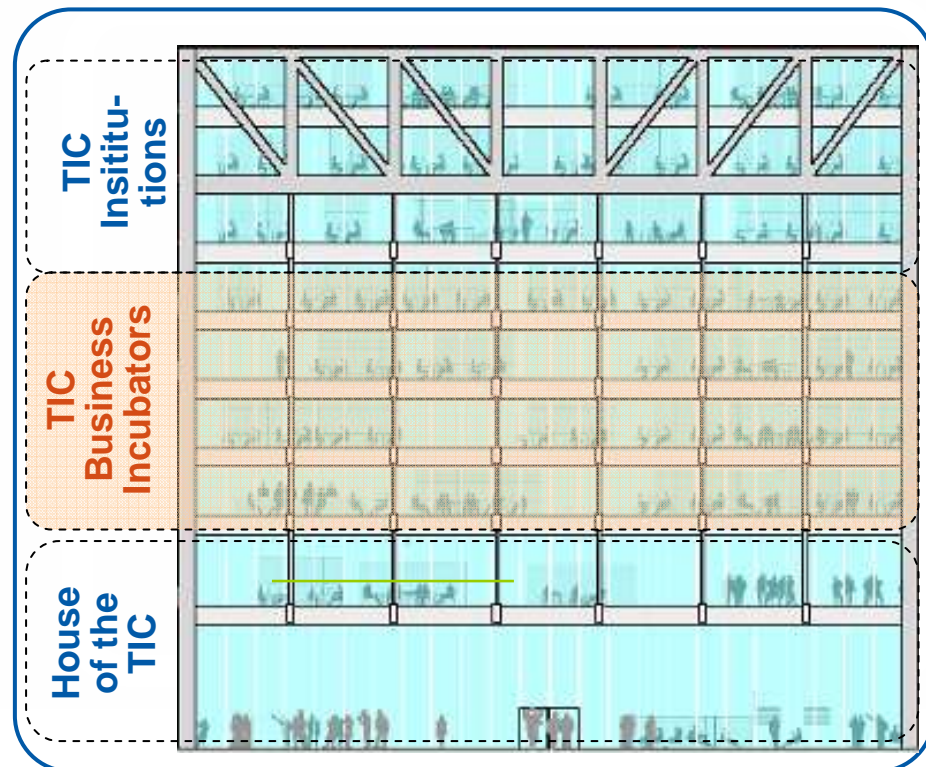 TIC
Insititu-
tions
TIC
Business
Incubators
House
of the
TIC